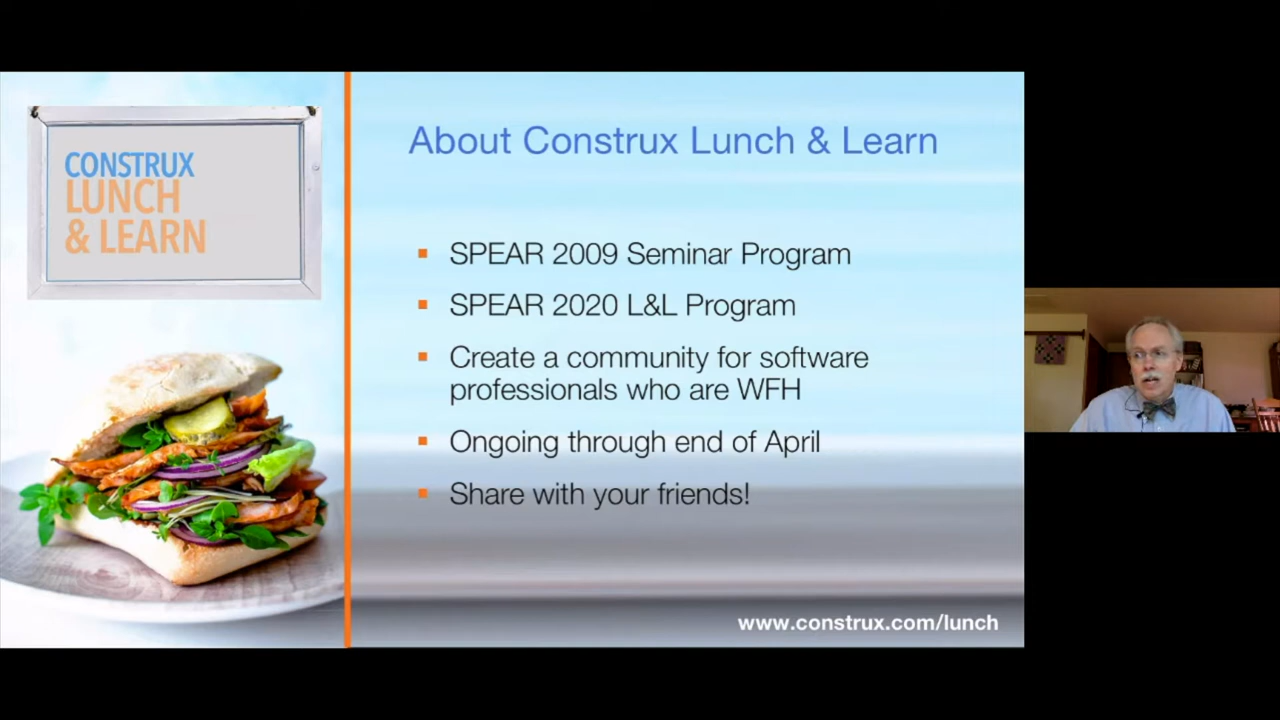 CONSTRUX
LUNCH
& LEARN
About Construx Lunch & Learn
SPEAR 2009 Seminar Program
SPEAR 2020 L&L Program
Create a community for software
professionals who are WFH
Ongoing through end of April
Share with your friends!
www.construx.com/lunch